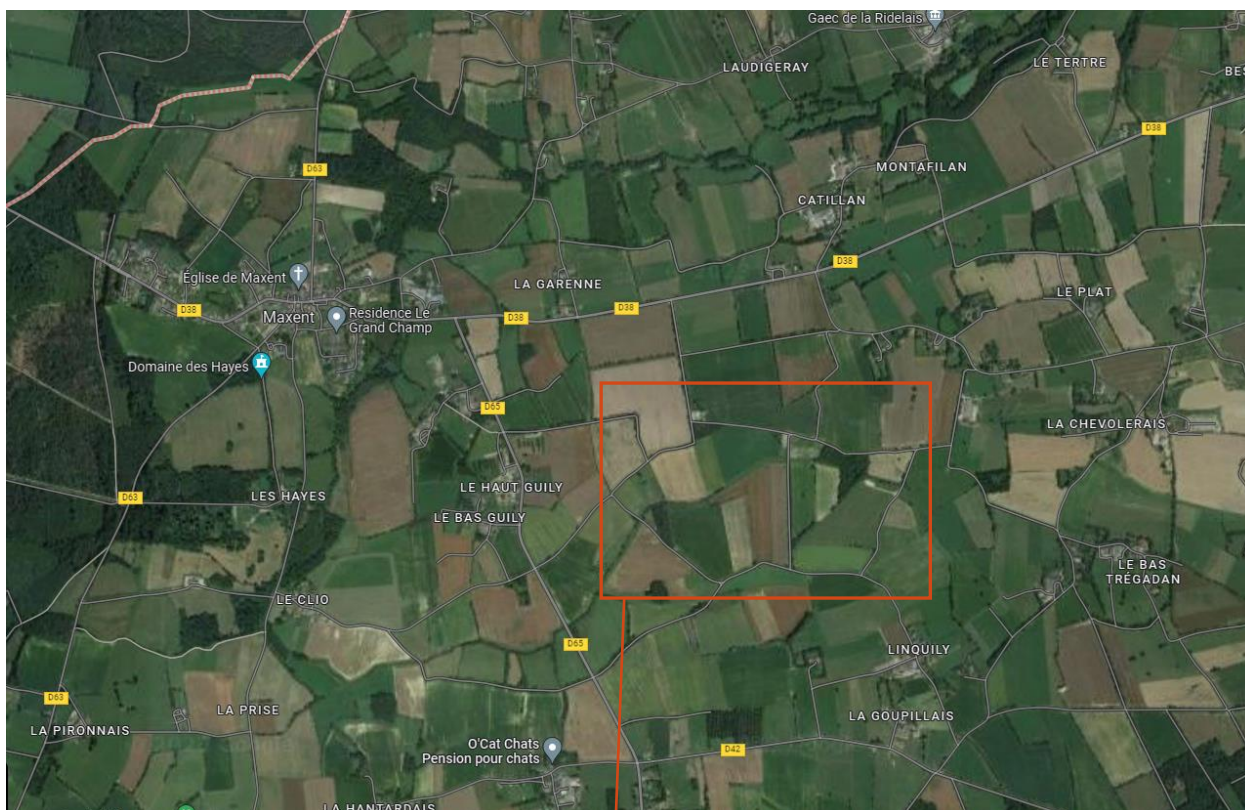 Gaec de la Ridelais
LAUDIGERAY
LE TERTRE
D38
D63
MONTAFILAN
CATILLAN
Église de Maxent
LA GARENNE
D38
LE PLAT
D38
D38
D38
Maxent
Residence Le
Grand Champ
Domaine des Hayes
D65
LA CHEVOLERAIS
LE HAUT GUILY
D63
LES HAYES
LE BAS GUILY
LE BAS
TRÉGADAN
LE CLIO
D65
LINQUILY
D63
LA PRISE
LA GOUPILLAIS
LA PIRONNAIS
O'Cat Chats
Pension pour chats
D42
LA HANTARDAIS